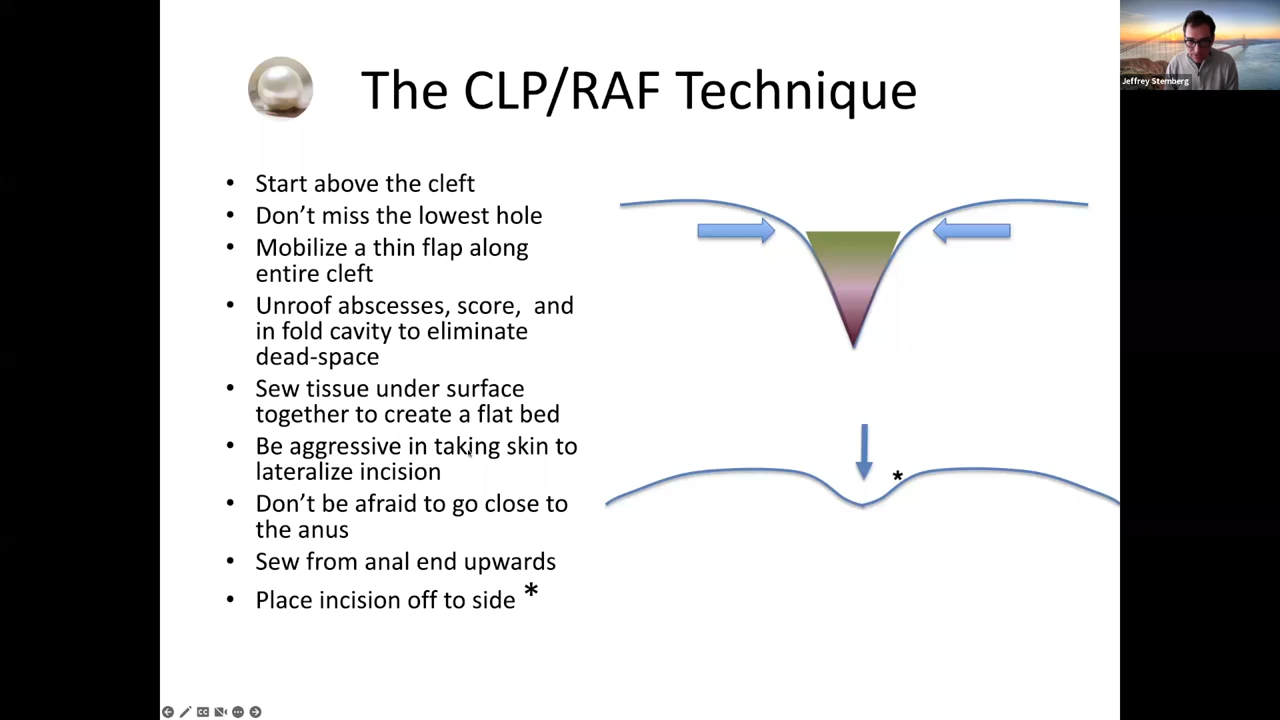 Jeffrey Sternberg
The CLP/RAF Technique
• Start above the cleft
• Don't miss the lowest hole
• Mobilize a thin flap along
entire cleft
• Unroof abscesses, score, and
in fold cavity to eliminate
dead-space
• Sew tissue under surface
together to create a flat bed
• Be aggressive in taking skin to
lateralize incision
• Don't be afraid to go close to
the anus
• Sew from anal end upwards
• Place incision off to side *
*